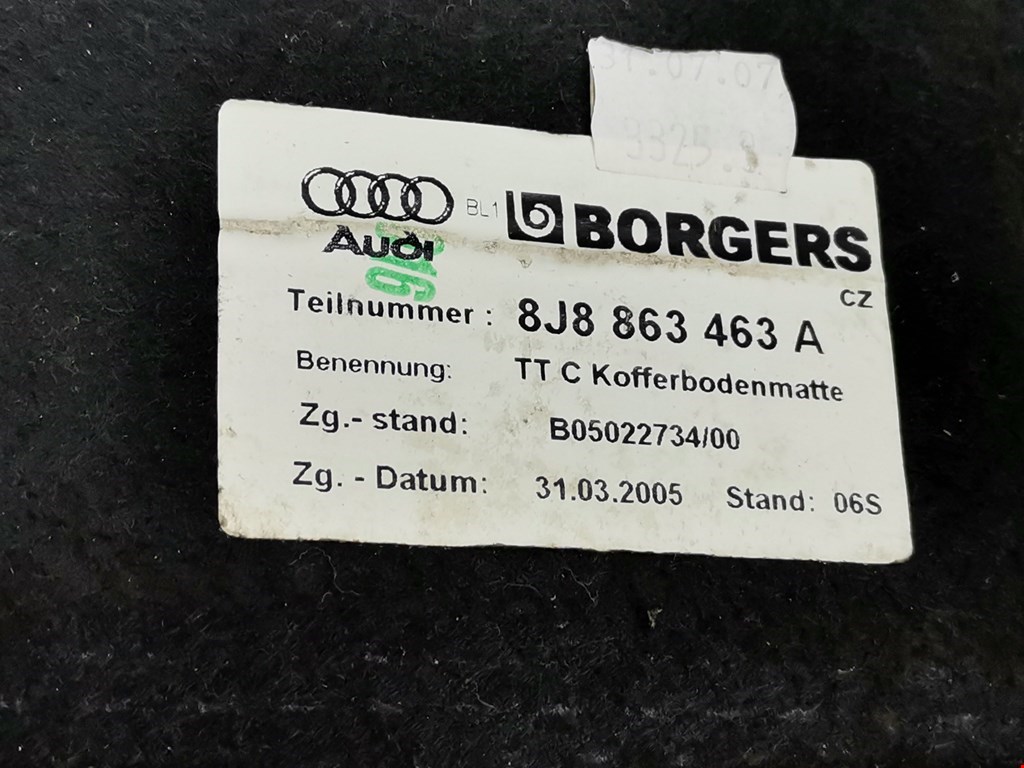 31.07.07
9325.9
BL1 BORGERS
Audi
CZ
Teilnummer : 8J8 863 463 A
Benennung: TT C Kofferbodenmatte
Zg.- stand: B05022734/00
Zg. - Datum: 31.03.2005 Stand: 06S